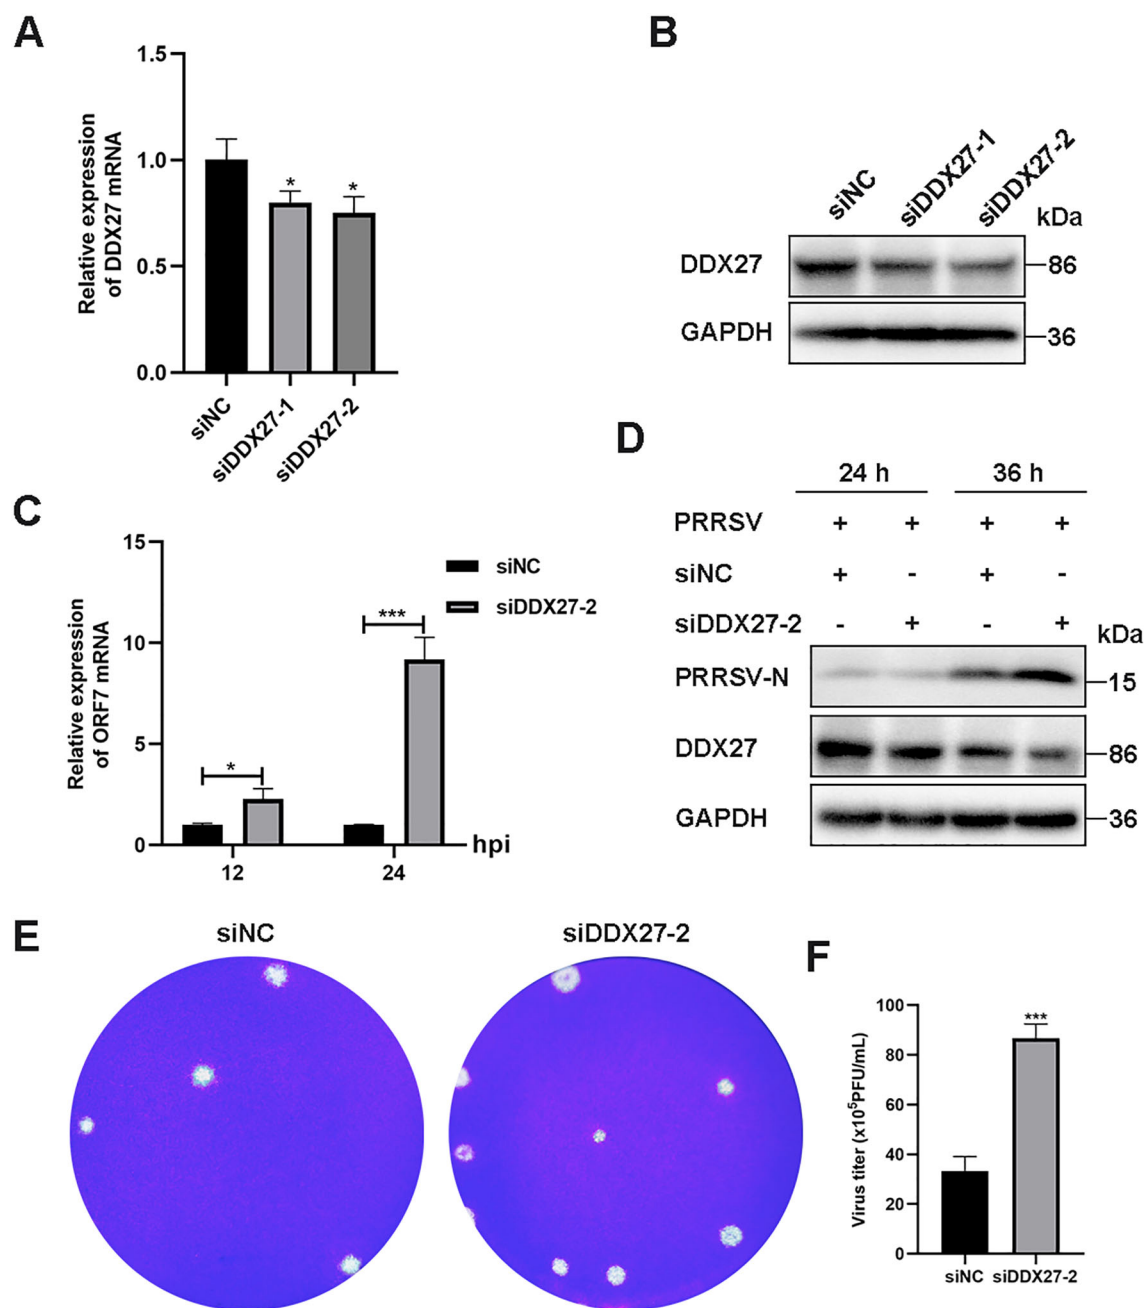 A
Relative expression
of DDX27 mRNA
1.5
1.0
0.5
0.0
* *
siNC
siDDX27-1
siDDX27-2
B
siNC
siDDX27-1
siDDX27-2
kDa
DDX27
86
GAPDH
36
C
Relative expression
of ORF7 mRNA
15
10
5
0
siNC
siDDX27-2
*
***
12
24
hpi
D
24 h 36 h
PRRSV + + + +
siNC + - + -
siDDX27-2 - + - +
kDa
PRRSV-N
15
DDX27
86
GAPDH
36
E
siNC
siDDX27-2
F
Virus titer (x10⁵PFU/mL)
100
80
60
40
20
0
***
siNC siDDX27-2